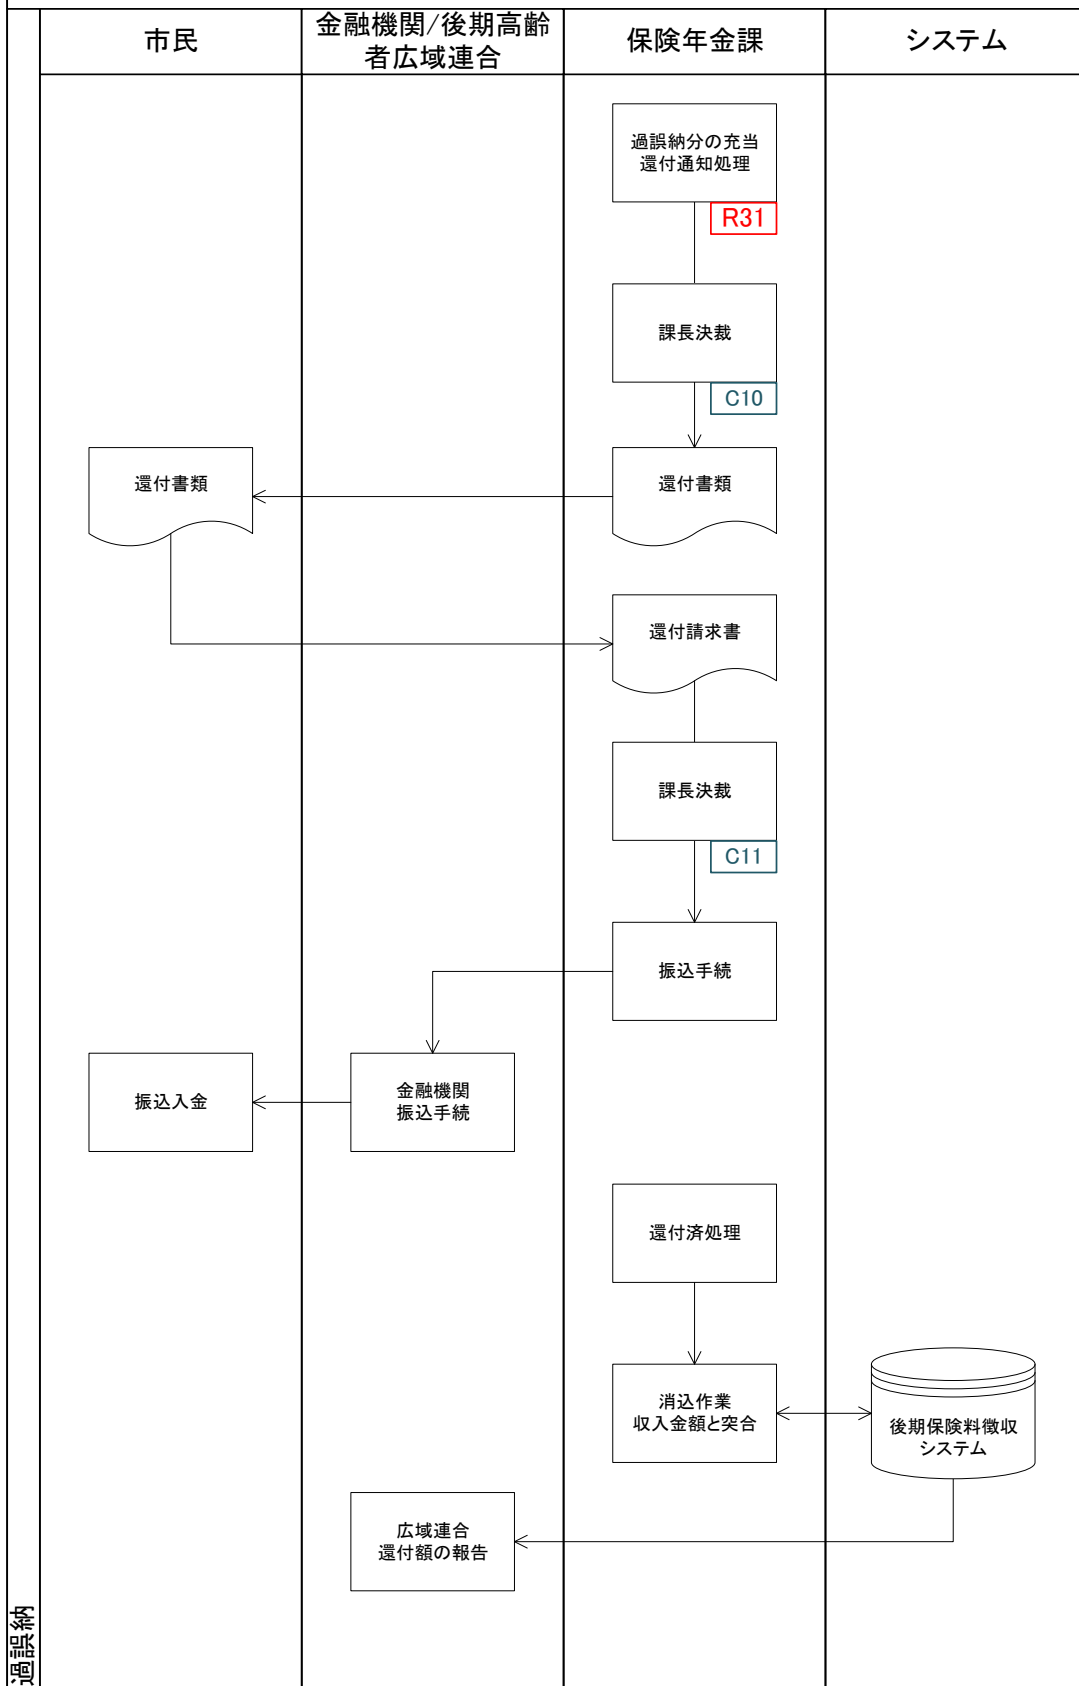 市民
金融機関/後期高齢
者広域連合
保険年金課
システム
過誤納分の充当
還付通知処理
R31
課長決裁
C10
還付書類
還付書類
還付請求書
課長決裁
C11
振込手続
振込入金
金融機関
振込手続
還付済処理
消込作業
収入金額と突合
後期保険料徴収
システム
広域連合
還付額の報告
過誤納